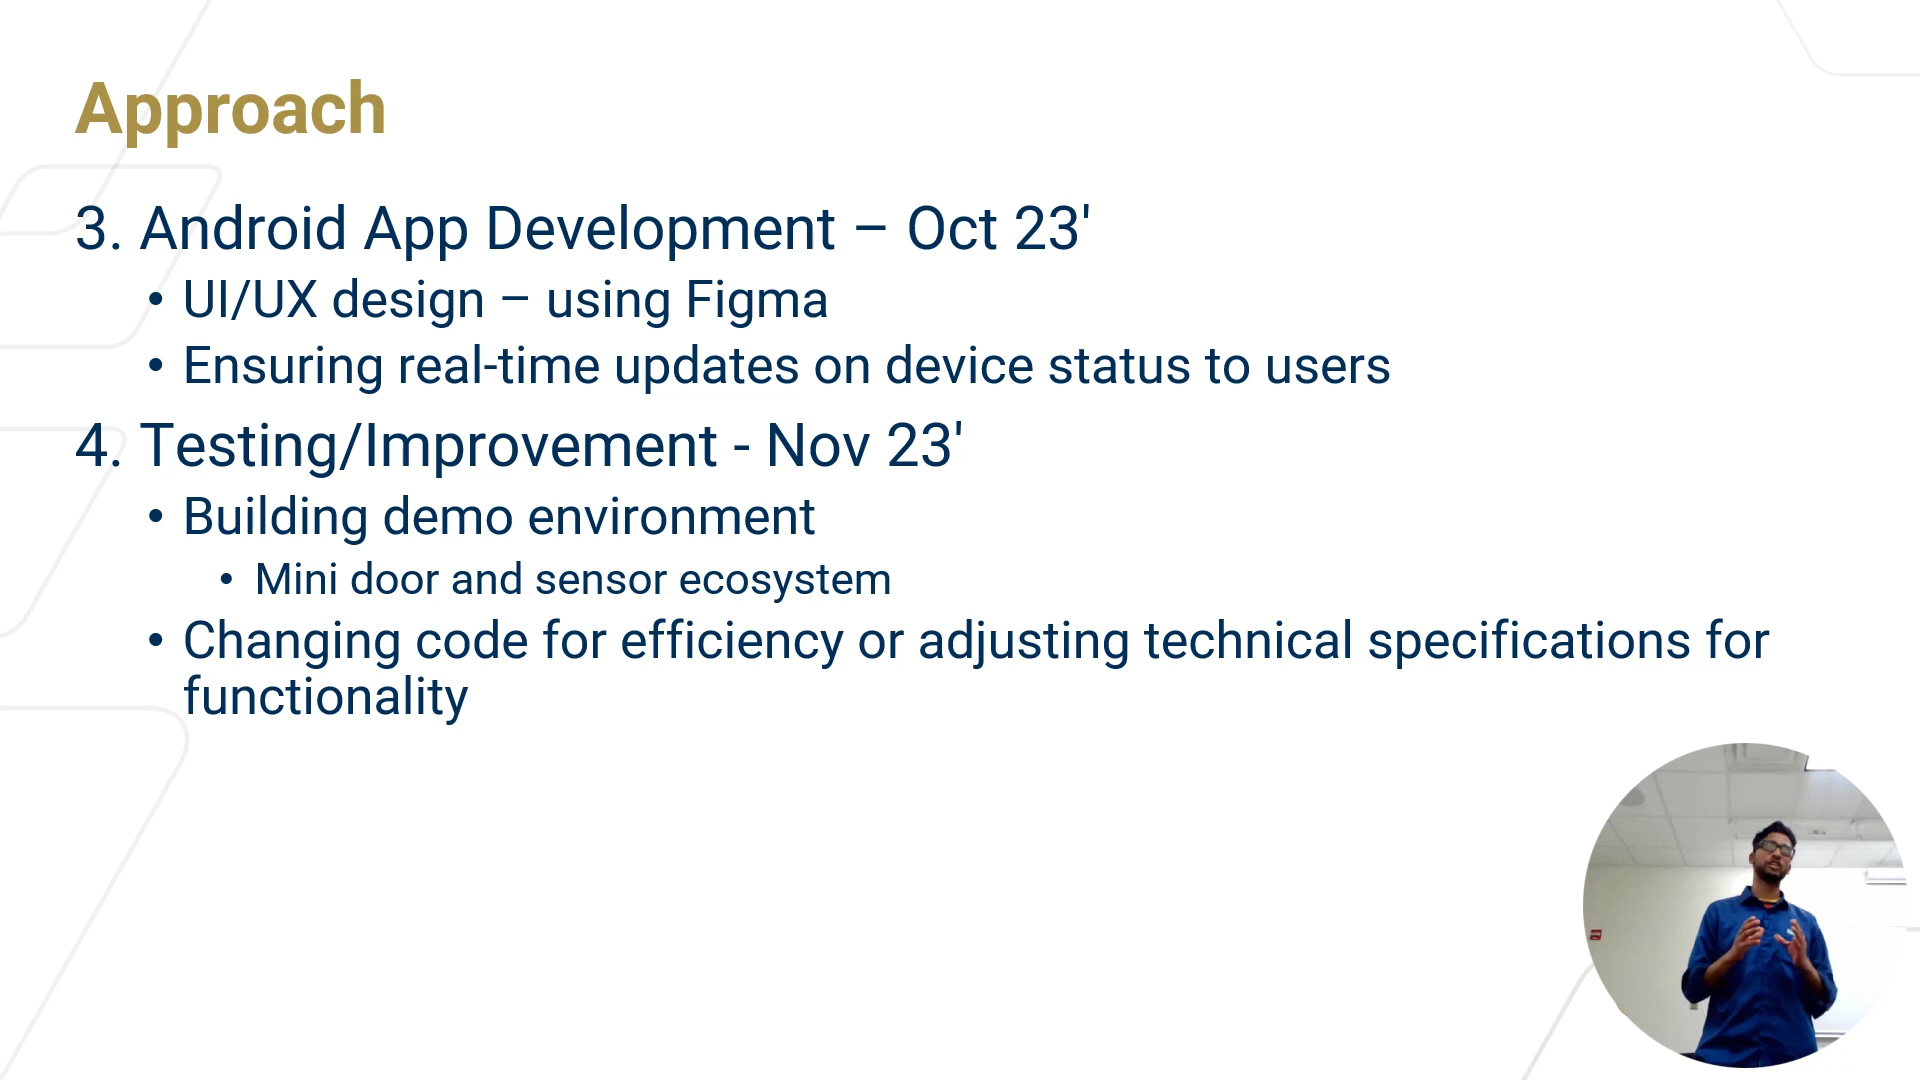 Approach
3. Android App Development – Oct 23'
• UI/UX design – using Figma
• Ensuring real-time updates on device status to users
4. Testing/Improvement - Nov 23'
• Building demo environment
• Mini door and sensor ecosystem
• Changing code for efficiency or adjusting technical specifications for
functionality